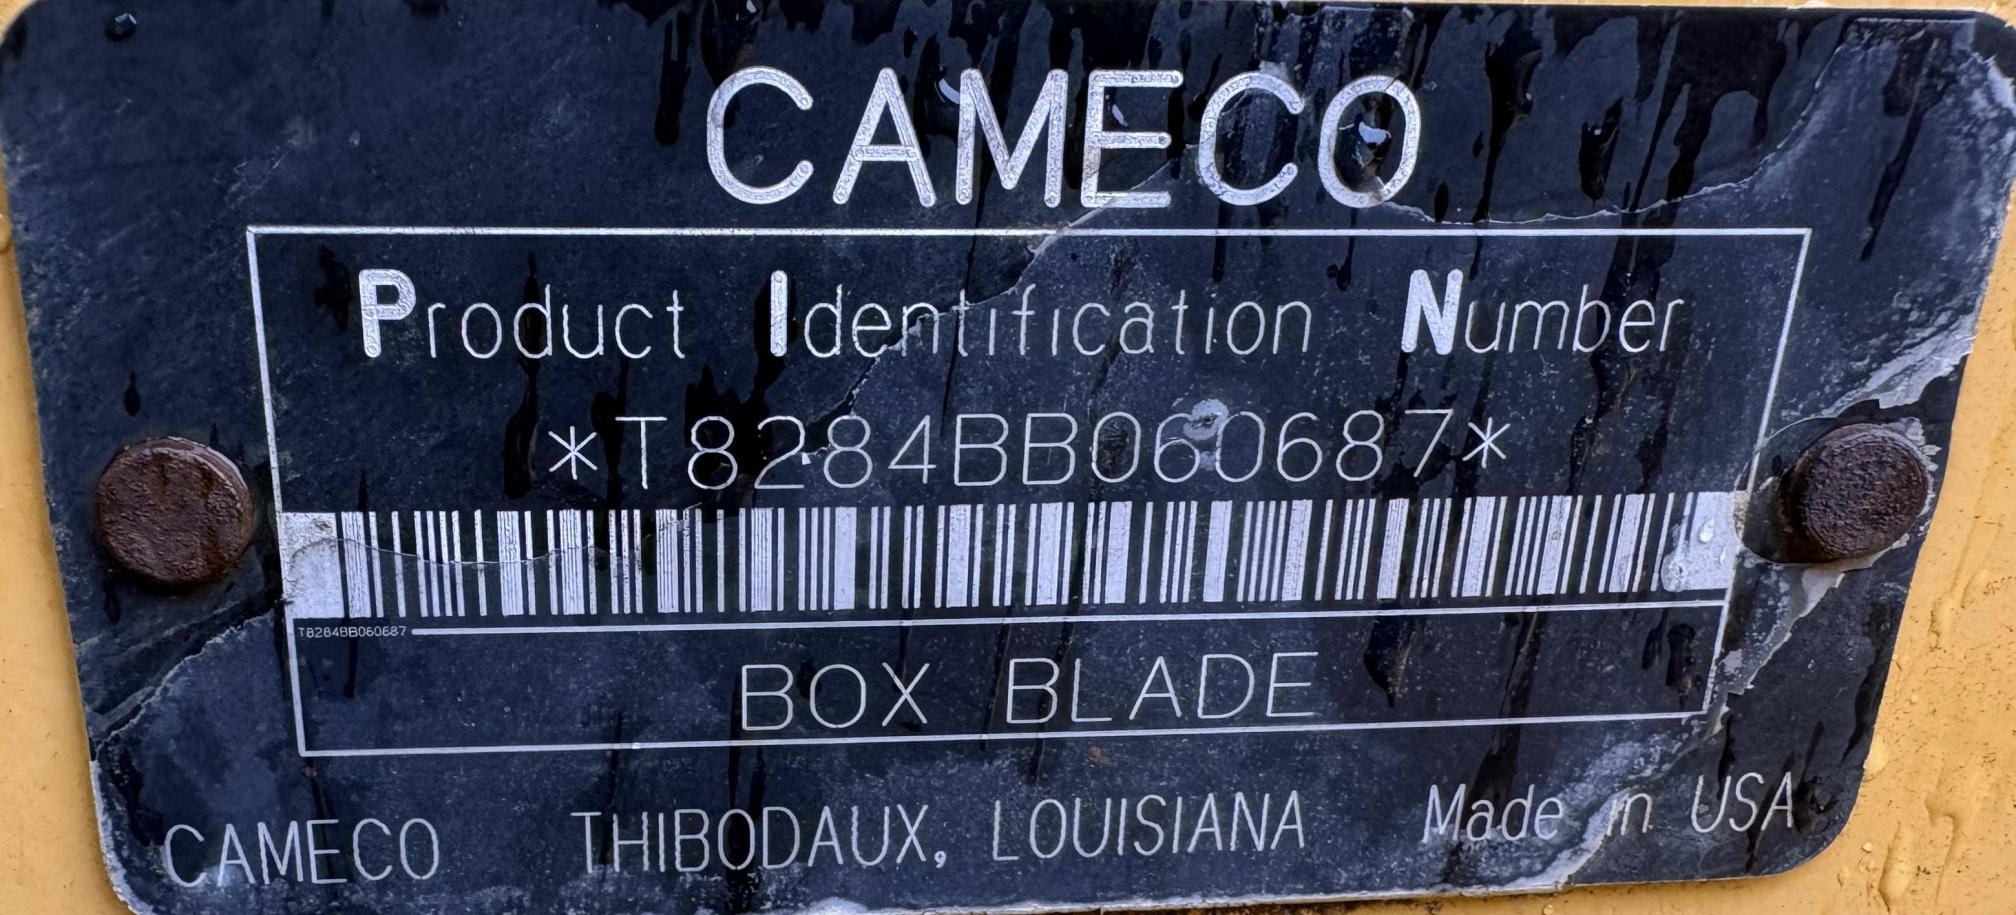 CAMECO
Product Identification Number
*T8284BB060687*
T8284BB060687
BOX BLADE
CAMECO THIBODAUX, LOUISIANA Made in USA